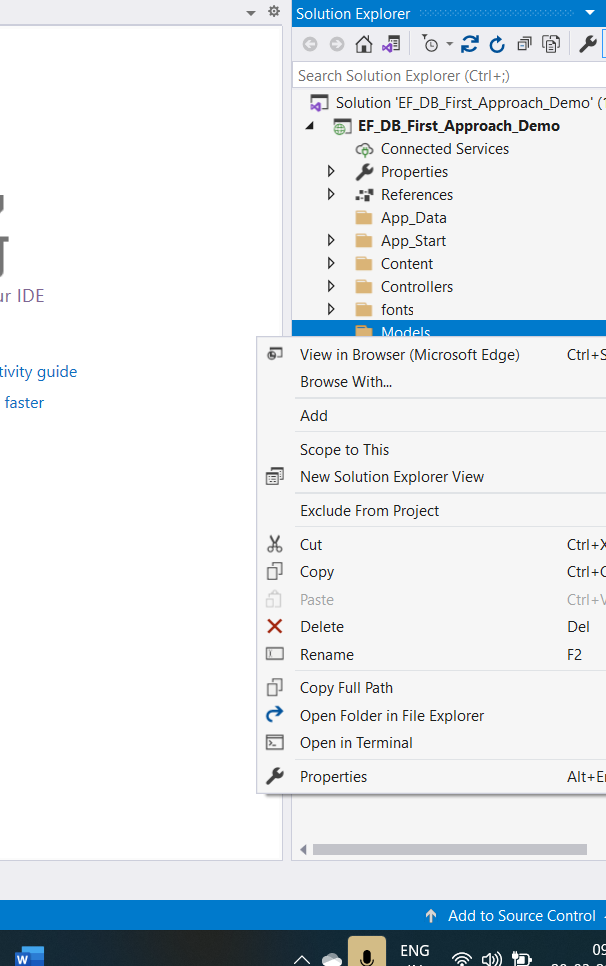 Solution Explorer
Search Solution Explorer (Ctrl+;)
Solution 'EF_DB_First_Approach_Demo' (
EF_DB_First_Approach_Demo
Connected Services
Properties
References
App_Data
App_Start
Content
Controllers
fonts
Models
ur IDE
tivity guide
faster
View in Browser (Microsoft Edge) Ctrl+S
Browse With...
Add
Scope to This
New Solution Explorer View
Exclude From Project
Cut Ctrl+X
Copy Ctrl+C
Paste Ctrl+V
Delete Del
Rename F2
Copy Full Path
Open Folder in File Explorer
Open in Terminal
Properties Alt+En
Add to Source Control
W
ENG
09